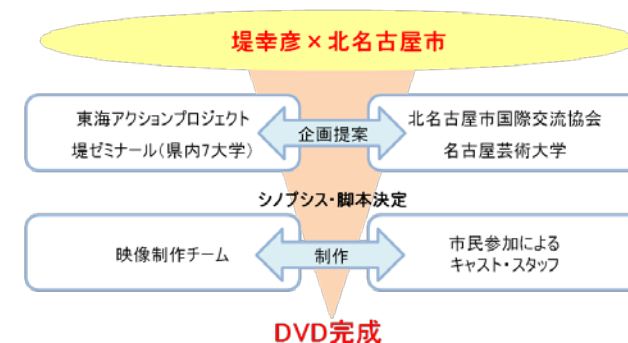 堤幸彦×北名古屋市
東海アクションプロジェクト
堤ゼミナール(県内7大学)
企画提案
北名古屋市国際交流協会
名古屋芸術大学
シノプシス・脚本決定
映像制作チーム
制作
市民参加による
キャスト・スタッフ
DVD完成